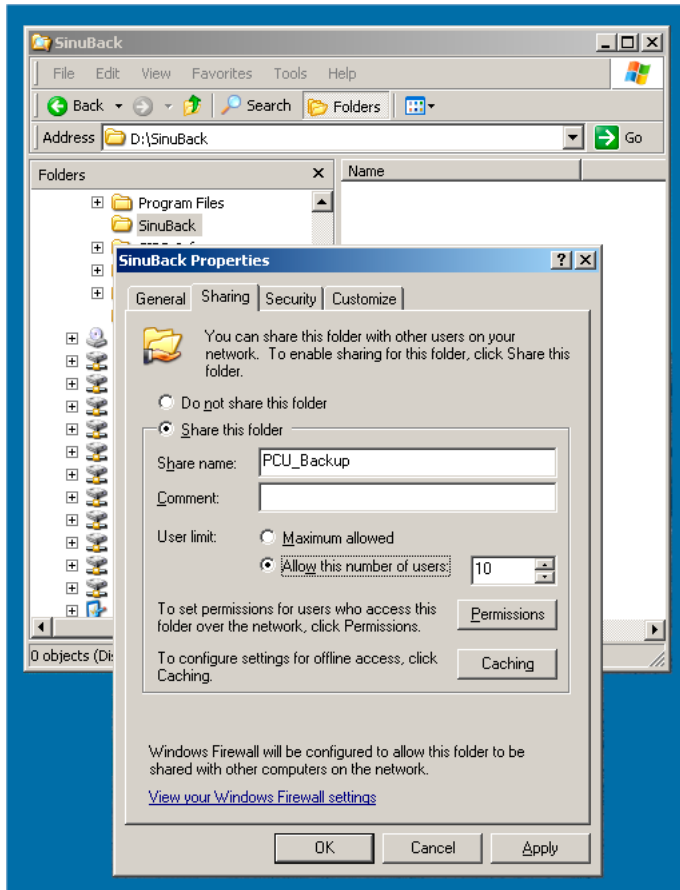 SinuBack
File Edit View Favorites Tools Help
Back Search Folders
Address D:\SinuBack Go
Folders x Name
Program Files
SinuBack
SinuBack Properties
General Sharing Security Customize
You can share this folder with other users on your
network. To enable sharing for this folder, click Share this
folder.
Do not share this folder
Share this folder
Share name: PCU_Backup
Comment:
User limit: Maximum allowed
Allow this number of users: 10
To set permissions for users who access this
folder over the network, click Permissions.
Permissions
To configure settings for offline access, click
Caching.
Caching
0 objects (Di
Windows Firewall will be configured to allow this folder to be
shared with other computers on the network.
View your Windows Firewall settings
OK Cancel Apply